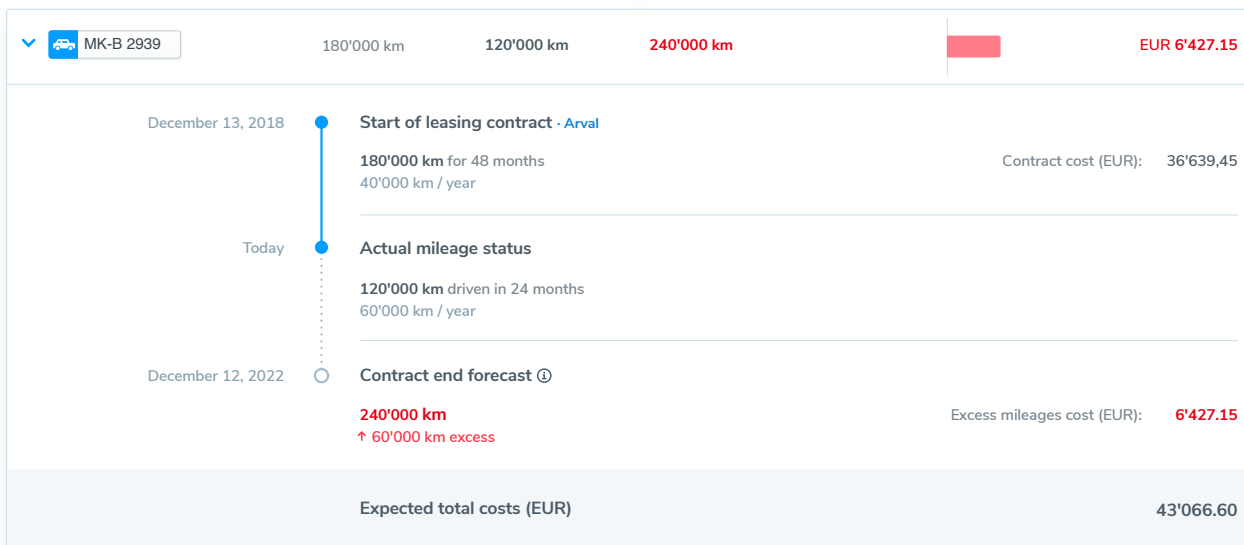 MK-B 2939 180'000 km 120'000 km 240'000 km EUR 6'427.15
December 13, 2018 Start of leasing contract · Arval
180'000 km for 48 months Contract cost (EUR): 36'639,45
40'000 km / year
Today Actual mileage status
120'000 km driven in 24 months
60'000 km / year
December 12, 2022 Contract end forecast
240'000 km Excess mileages cost (EUR): 6'427.15
↑ 60'000 km excess
Expected total costs (EUR) 43'066.60